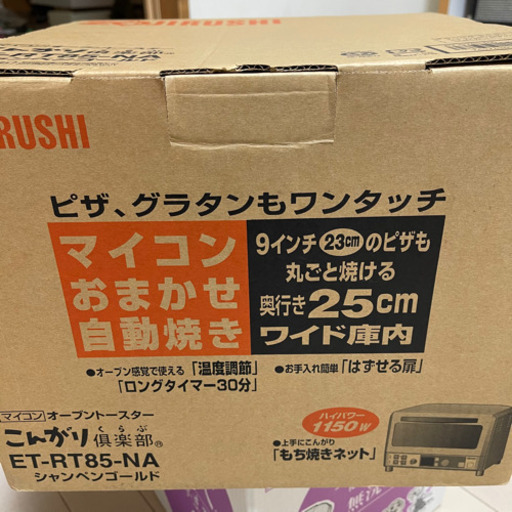 ZOJIRUSHI
RUSHI
ピザ、グラタンもワンタッチ
マイコン
おまかせ
自動焼き
9インチ23cmのピザも
丸ごと焼ける
奥行き25cm
ワイド庫内
●オーブン感覚で使える「温度調節」
「ロングタイマー30分」
●お手入れ簡単「はずせる扉」
マイコン オーブントースター
こんがり倶楽部®
くらぶ
ET-RT85-NA
シャンペンゴールド
ハイパワー
1150W
●上手にこんがり
「もち焼きネット」